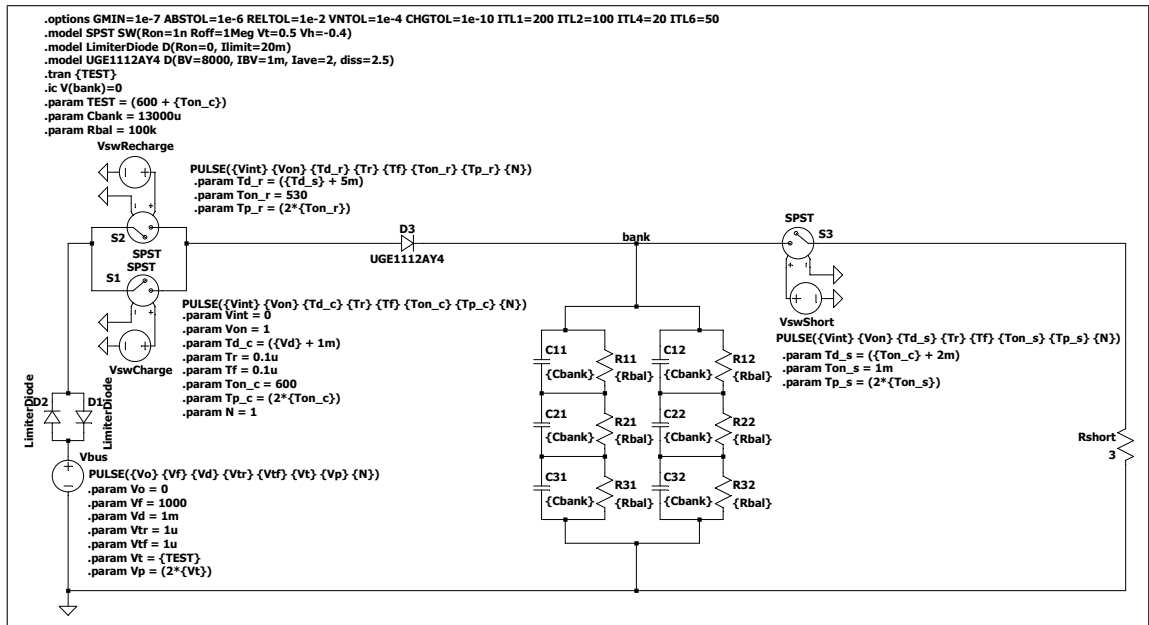 .options GMIN=1e-7 ABSTOL=1e-6 RELTOL=1e-2 VNTOL=1e-4 CHGTOL=1e-10 ITL1=200 ITL2=100 ITL4=20 ITL6=50
.model SPST SW(Ron=1n Roff=1Meg Vt=0.5 Vh=-0.4)
.model LimiterDiode D(Ron=0, Ilimit=20m)
.model UGE1112AY4 D(BV=8000, IBV=1m, Iave=2, diss=2.5)
.tran {TEST}
.ic V(bank)=0
.param TEST = (600 + {Ton_c})
.param Cbank = 13000u
.param Rbal = 100k
VswRecharge
PULSE({Vint} {Von} {Td_r} {Tr} {Tf} {Ton_r} {Tp_r} {N})
.param Td_r = ({Td_s} + 5m)
.param Ton_r = 530
.param Tp_r = (2*{Ton_r})
S2
SPST
SPST
S1
D3
UGE1112AY4
bank
SPST
S3
VswShort
PULSE({Vint} {Von} {Td_s} {Tr} {Tf} {Ton_s} {Tp_s} {N})
.param Td_s = ({Ton_c} + 2m)
.param Ton_s = 1m
.param Tp_s = (2*{Ton_s})
PULSE({Vint} {Von} {Td_c} {Tr} {Tf} {Ton_c} {Tp_c} {N})
.param Vint = 0
.param Von = 1
.param Td_c = ({Vd} + 1m)
.param Tr = 0.1u
.param Tf = 0.1u
.param Ton_c = 600
.param Tp_c = (2*{Ton_c})
.param N = 1
VswCharge
C11
{Cbank}
R11
{Rbal}
C12
{Cbank}
R12
{Rbal}
C21
{Cbank}
R21
{Rbal}
C22
{Cbank}
R22
{Rbal}
C31
{Cbank}
R31
{Rbal}
C32
{Cbank}
R32
{Rbal}
D2
LimiterDiode
D1
LimiterDiode
Vbus
PULSE({Vo} {Vf} {Vd} {Vtr} {Vtf} {Vt} {Vp} {N})
.param Vo = 0
.param Vf = 1000
.param Vd = 1m
.param Vtr = 1u
.param Vtf = 1u
.param Vt = {TEST}
.param Vp = (2*{Vt})
Rshort
3